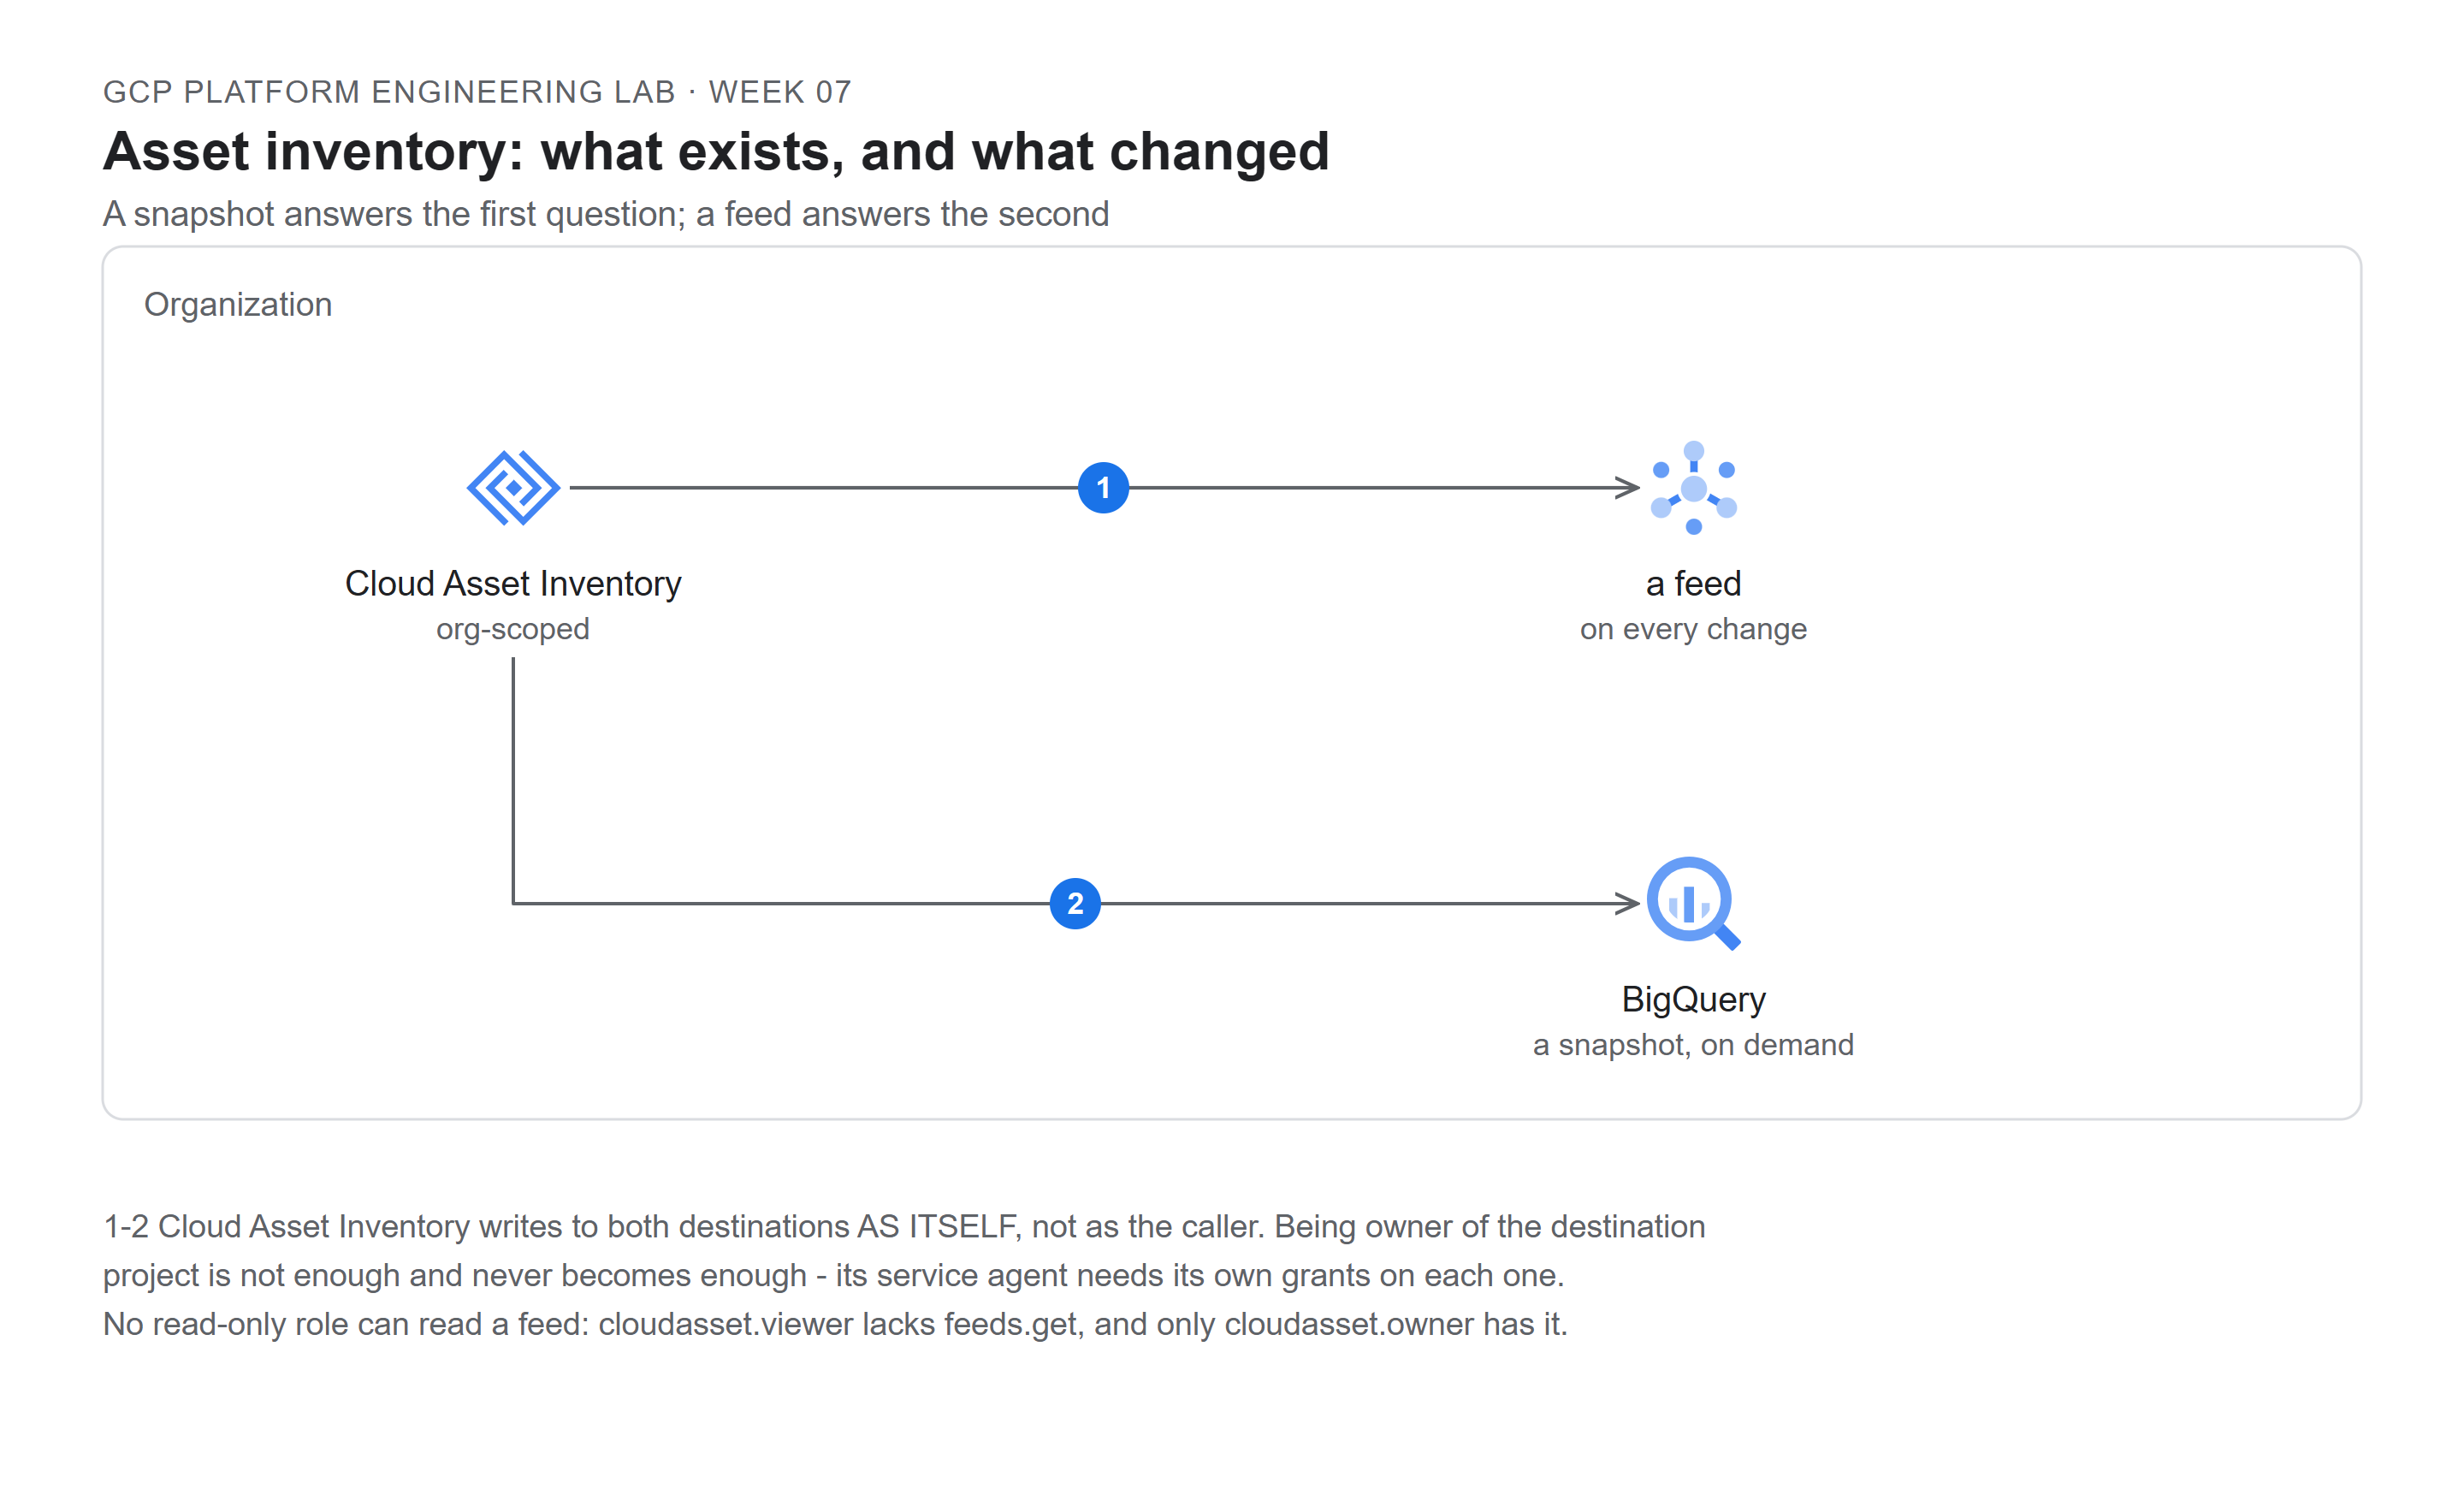 GCP PLATFORM ENGINEERING LAB · WEEK 07
Asset inventory: what exists, and what changed
A snapshot answers the first question; a feed answers the second
Organization
1
Cloud Asset Inventory
org-scoped
a feed
on every change
2
BigQuery
a snapshot, on demand
1-2 Cloud Asset Inventory writes to both destinations AS ITSELF, not as the caller. Being owner of the destination
project is not enough and never becomes enough - its service agent needs its own grants on each one.
No read-only role can read a feed: cloudasset.viewer lacks feeds.get, and only cloudasset.owner has it.